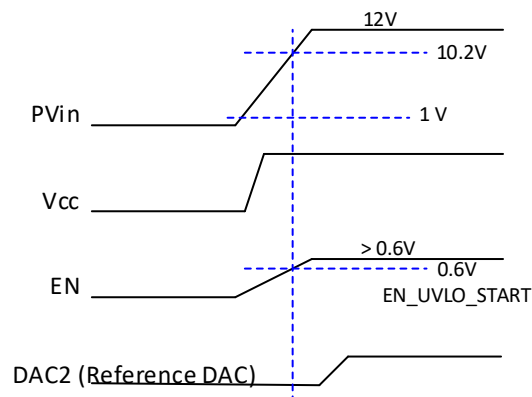 12V
10.2V
PVin
1 V
Vcc
> 0.6V
0.6V
EN
EN_UVLO_START
DAC2 (Reference DAC)